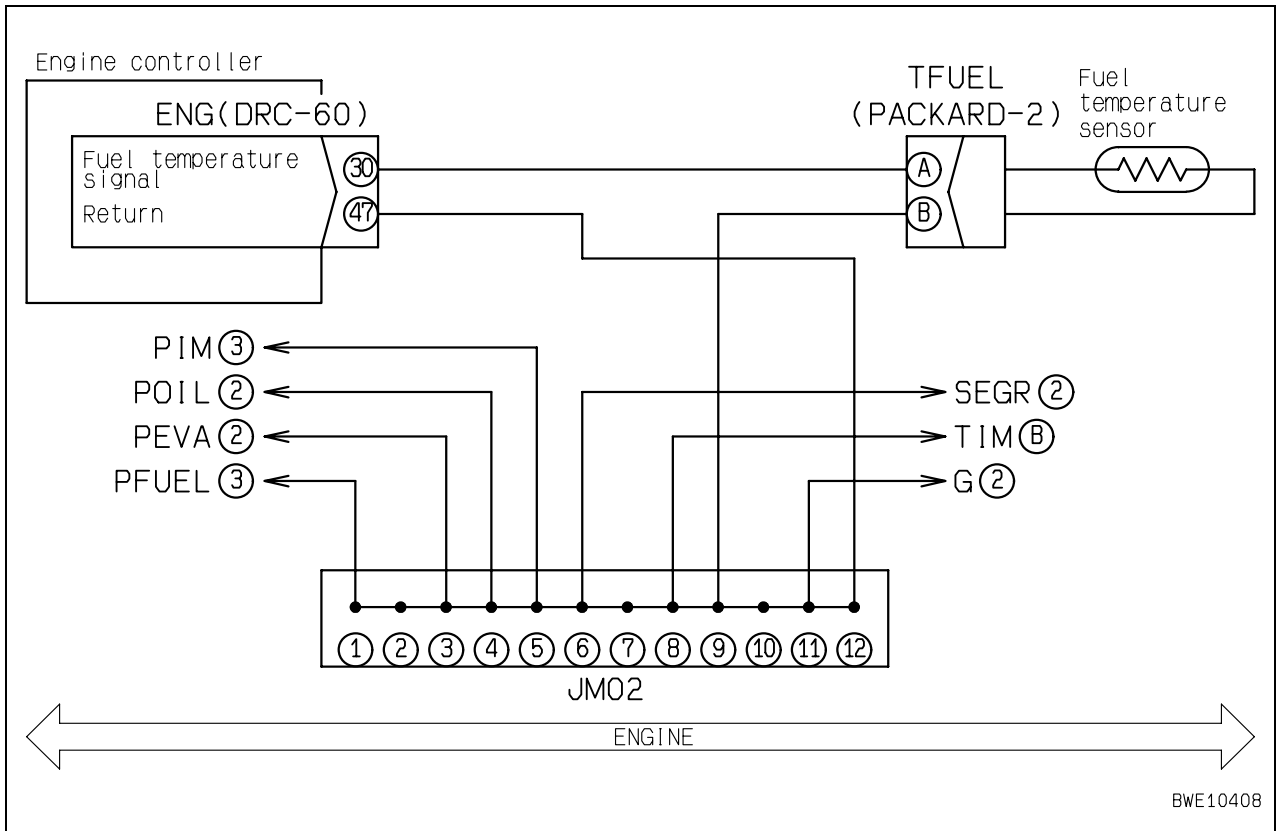 Engine controller
ENG(DRC-60)
Fuel temperature
signal
Return
30
47
TFUEL
(PACKARD-2)
A
B
Fuel
temperature
sensor
PIM 3
POIL 2
PEVA 2
PFUEL 3
SEGR 2
TIM B
G 2
1 2 3 4 5 6 7 8 9 10 11 12
JM02
ENGINE
BWE10408